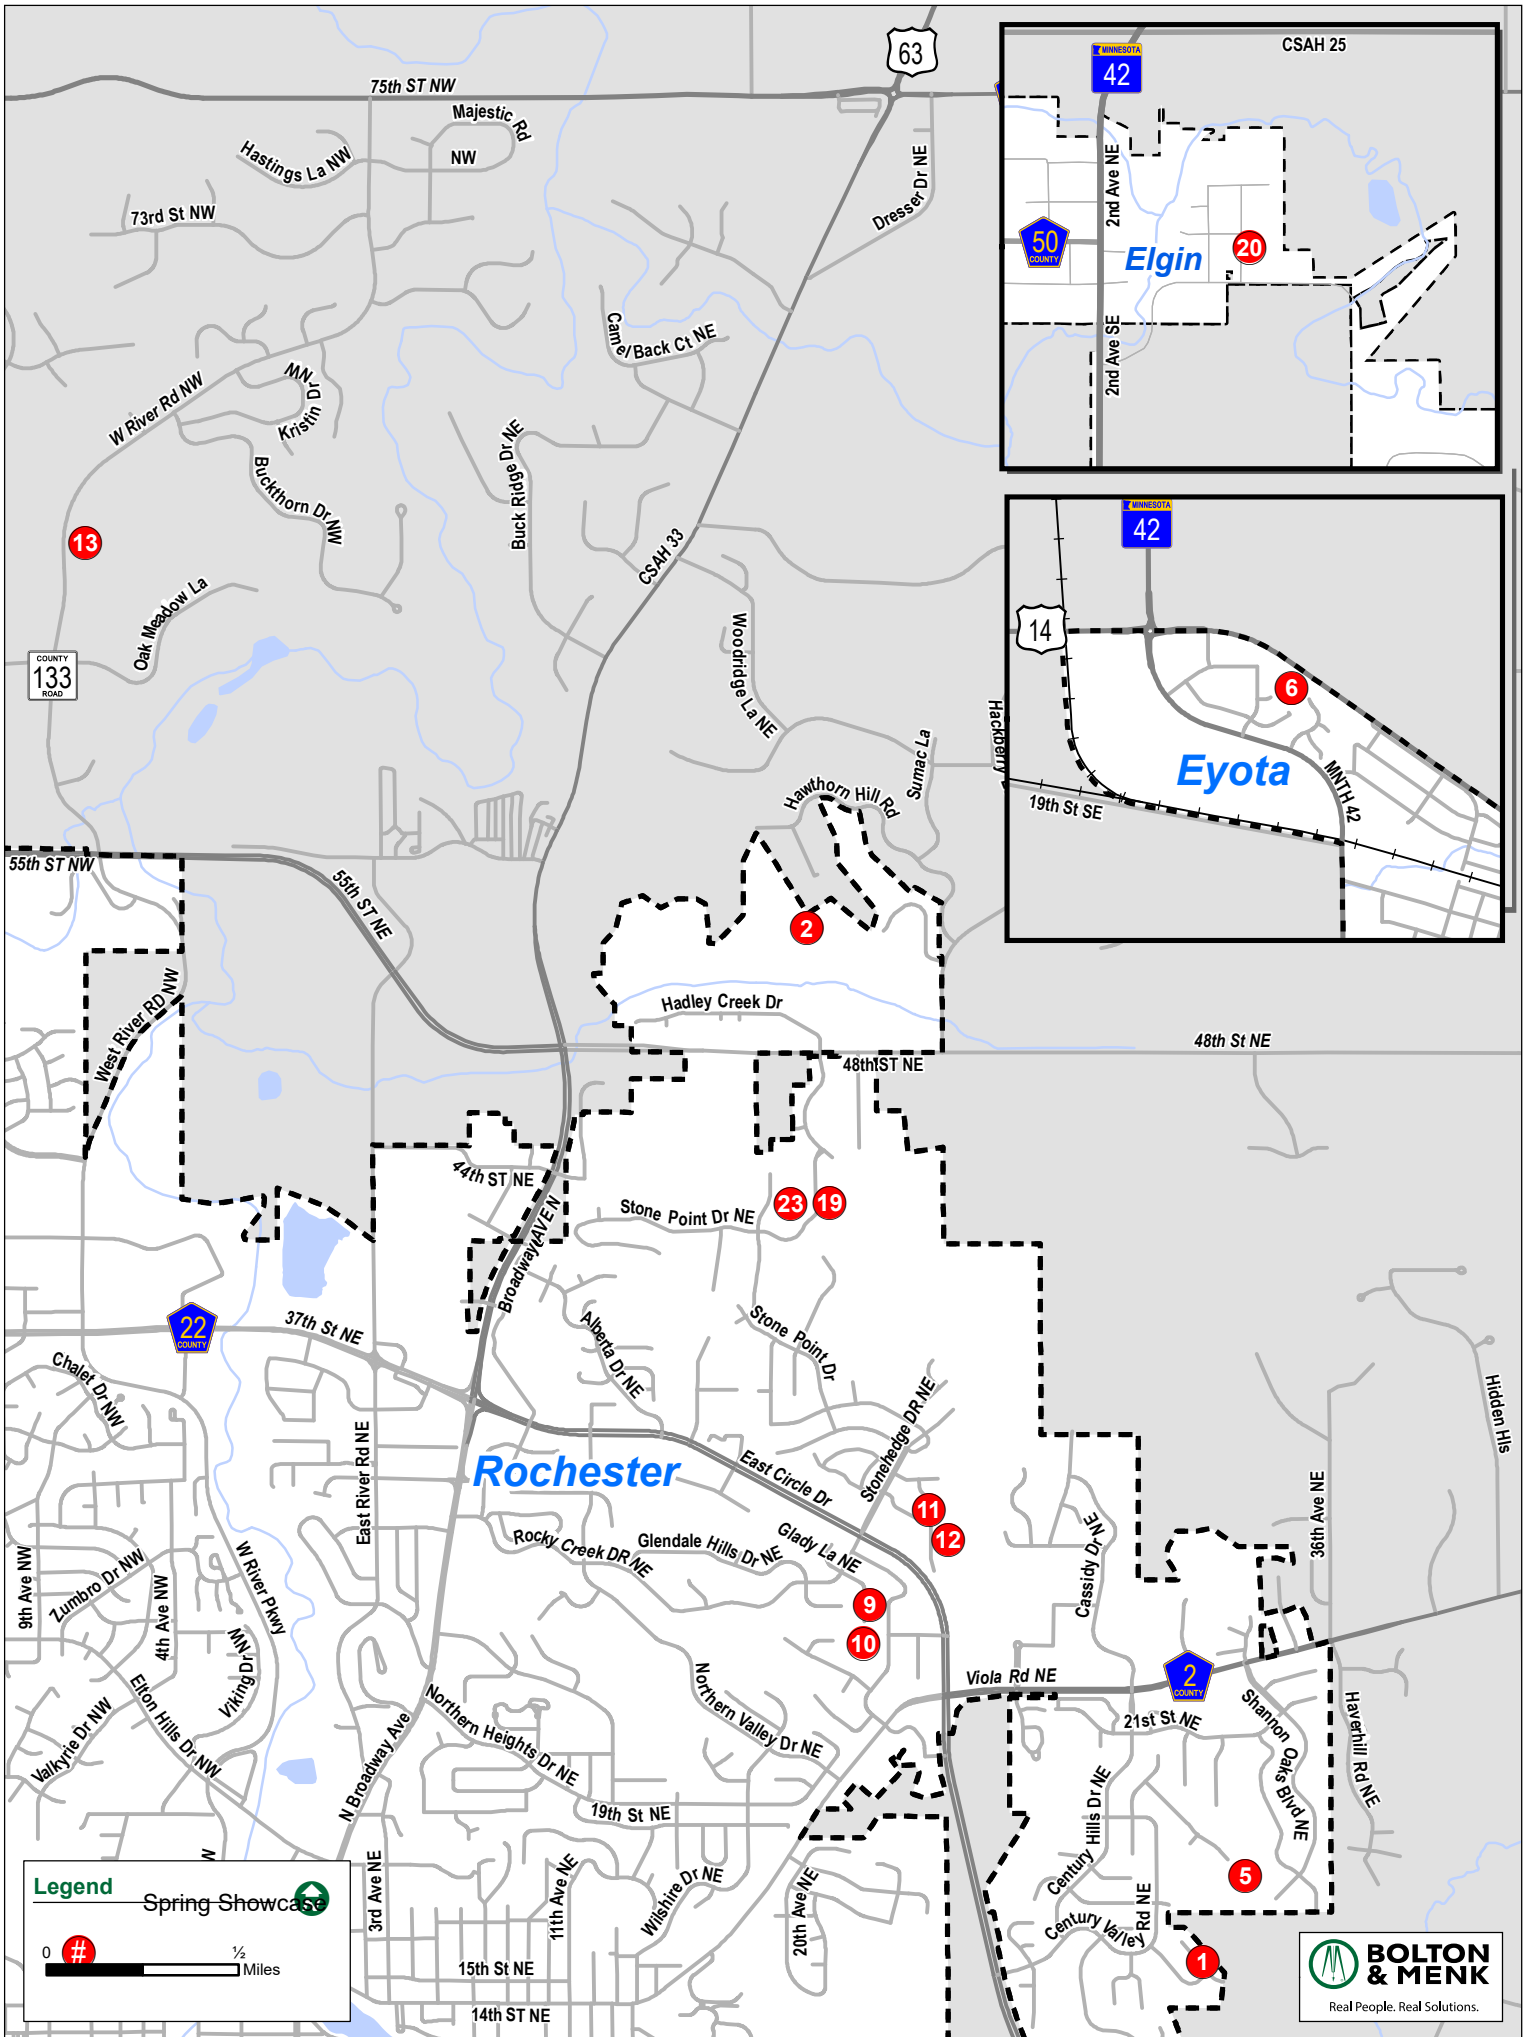 63
75th ST NW
Majestic Rd
NW
Hastings La NW
73rd St NW
Dresser Dr NE
CSAH 25
MINNESOTA
42
2nd Ave NE
50
COUNTY
Elgin
20
2nd Ave SE
Camel Back Ct NE
W River Rd NW
Kristin Dr NW
Buckthorn Dr NW
Buck Ridge Dr NE
CSAH 33
13
Oak Meadow La
COUNTY
133
ROAD
Woodridge La NE
Sumac La
Hackberry
MINNESOTA
42
14
6
Eyota
MNTH 42
19th St SE
Hawthorn Hill Rd
55th ST NW
55th ST NE
2
West River RD NW
Hadley Creek Dr
48th St NE
48th ST NE
44th ST NE
Broadway AVE N
Stone Point Dr NE
23
19
22
COUNTY
37th St NE
Alberta Dr NE
Stone Point Dr
Chalet Dr NW
East River Rd NE
Rochester
East Circle Dr
Stonehedge DR NE
Hidden Hls
36th Ave NE
11
12
Cassidy Dr NE
Rocky Creek DR NE
Glendale Hills Dr NE
Glady La NE
9th Ave NW
Zumbro Dr NW
4th Ave NW
W River Pkwy
Viking Dr NW
9
10
Viola Rd NE
2
COUNTY
21st St NE
Shannon Oaks Blvd NE
Haverhill Rd NE
Elton Hills Dr NW
Valkyrie Dr NW
N Broadway Ave
Northern Heights Dr NE
Northern Valley Dr NE
19th St NE
Century Hills Dr NE
5
3rd Ave NE
11th Ave NE
Wilshire Dr NE
20th Ave NE
Century Valley Rd NE
1
15th St NE
14th ST NE
W
Legend
Spring Showcase
#
0
½
Miles
BOLTON
& MENK
Real People. Real Solutions.